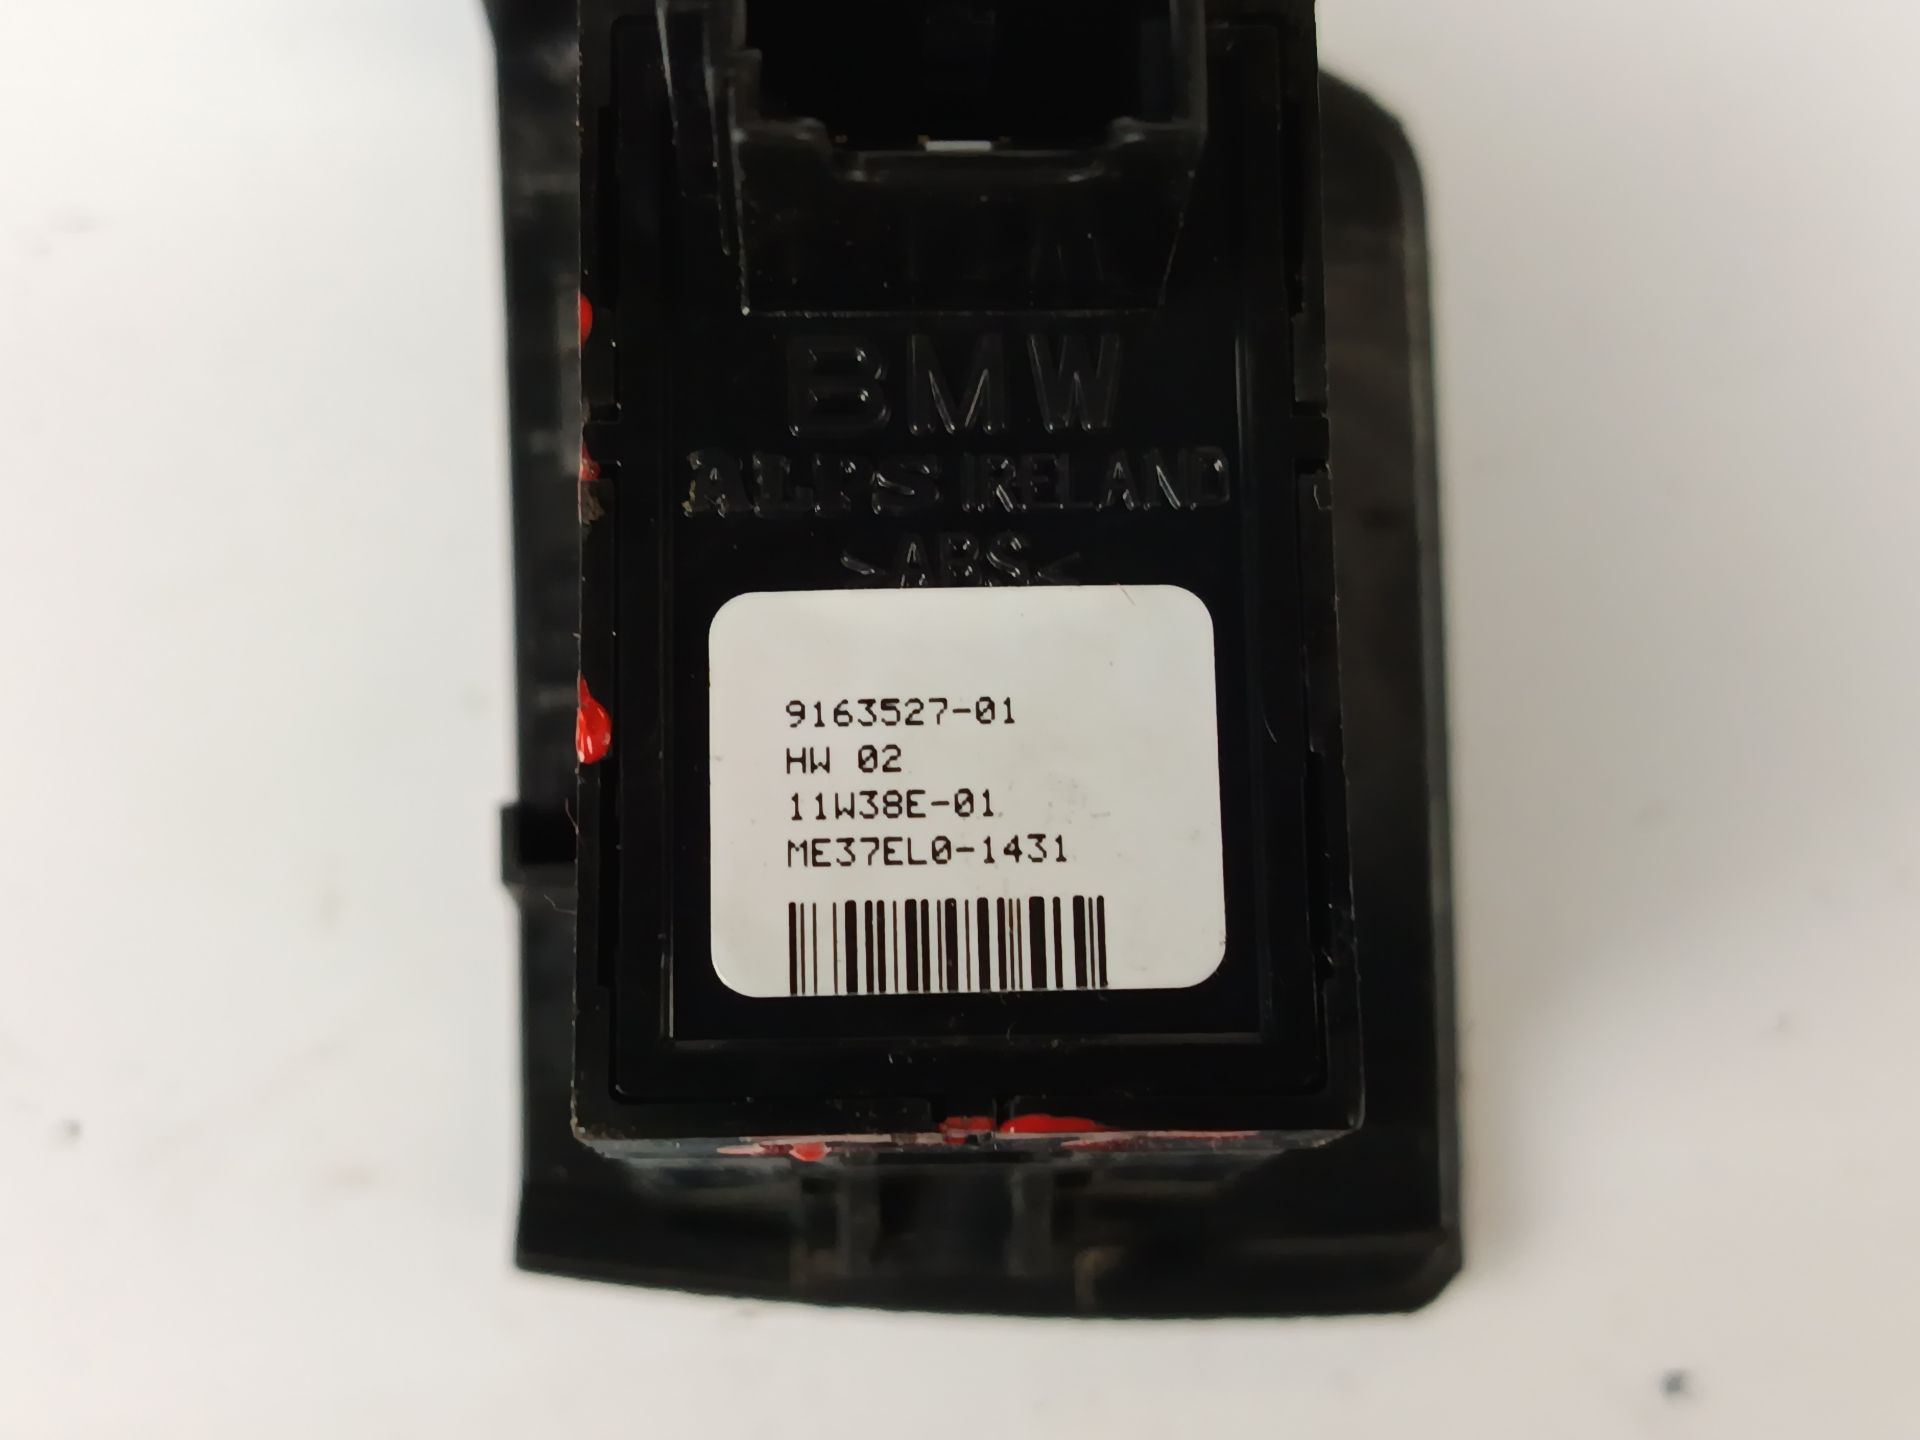 BMW
ALPS IRELAND
>ABS<
9163527-01
HW 02
11W38E-01
ME37EL0-1431